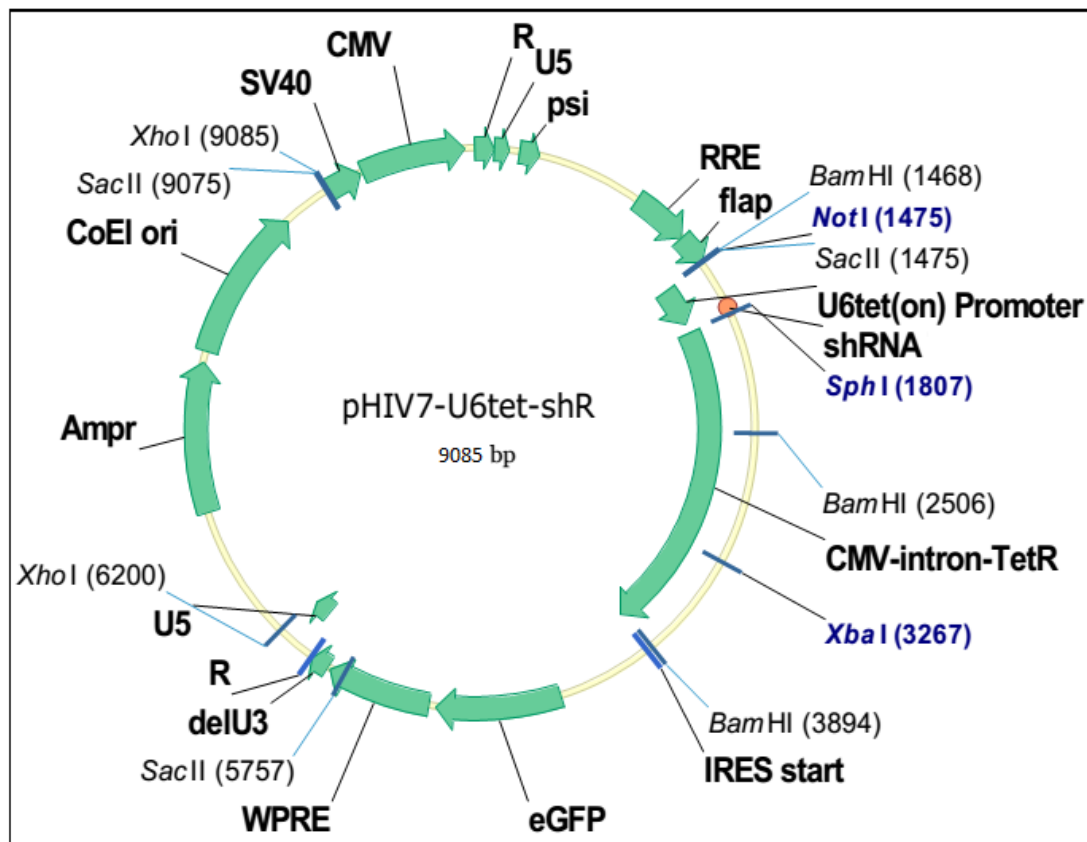 CMV
R
U5
SV40
psi
XhoI (9085)
RRE
BamHI (1468)
SacII (9075)
flap
NotI (1475)
CoEI ori
SacII (1475)
U6tet(on) Promoter
shRNA
SphI (1807)
pHIV7-U6tet-shR
Ampr
9085 bp
BamHI (2506)
CMV-intron-TetR
XhoI (6200)
U5
XbaI (3267)
R
delU3
BamHI (3894)
SacII (5757)
IRES start
WPRE
eGFP